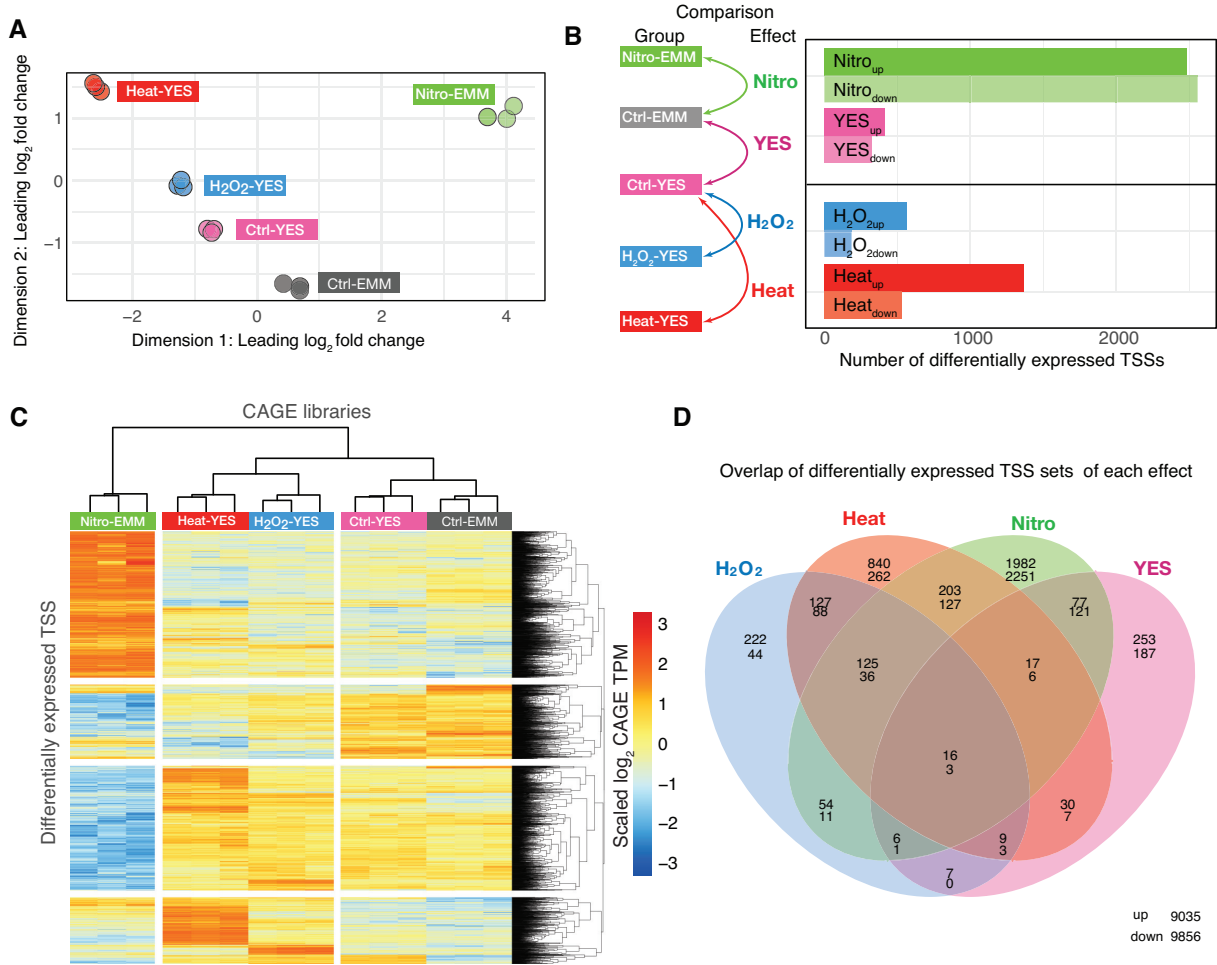 A
Dimension 2: Leading log2 fold change
1
0
−1
Heat-YES
Nitro-EMM
H2O2-YES
Ctrl-YES
Ctrl-EMM
−2
0
2
4
Dimension 1: Leading log2 fold change
B
Comparison
Group
Effect
Nitro-EMM
Nitro
Ctrl-EMM
YES
Ctrl-YES
H2O2
H2O2-YES
Heat
Heat-YES
Nitroup
Nitrodown
YESup
YESdown
H2O2up
H2O2down
Heatup
Heatdown
0
1000
2000
Number of differentially expressed TSSs
C
CAGE libraries
Nitro-EMM
Heat-YES
H2O2-YES
Ctrl-YES
Ctrl-EMM
Differentially expressed TSS
Scaled log2 CAGE TPM
3
2
1
0
−1
−2
−3
D
Overlap of differentially expressed TSS sets of each effect
Heat
Nitro
H2O2
YES
840
262
1982
2251
203
127
127
88
77
121
222
44
253
187
125
36
17
6
16
3
54
11
30
7
6
1
9
3
7
0
up 9035
down 9856